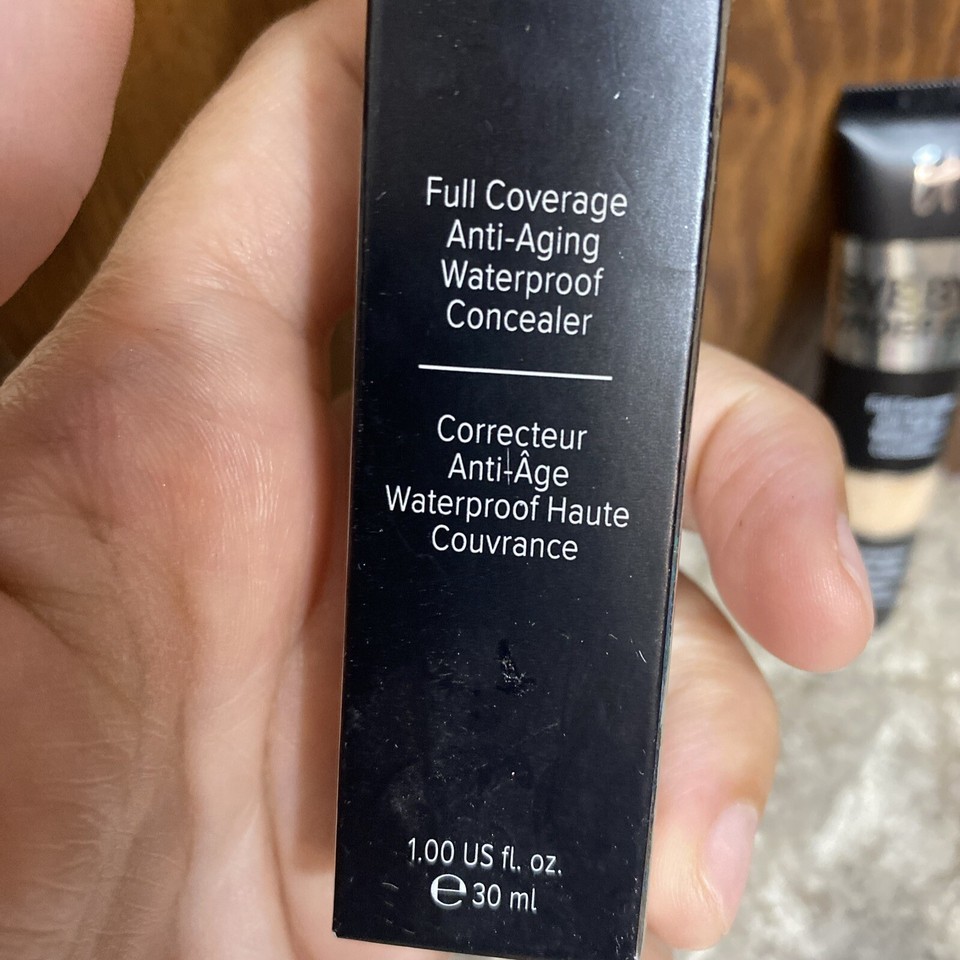 Full Coverage
Anti-Aging
Waterproof
Concealer
Correcteur
Anti-Âge
Waterproof Haute
Couvrance
1.00 US fl. oz.
℮ 30 ml
it